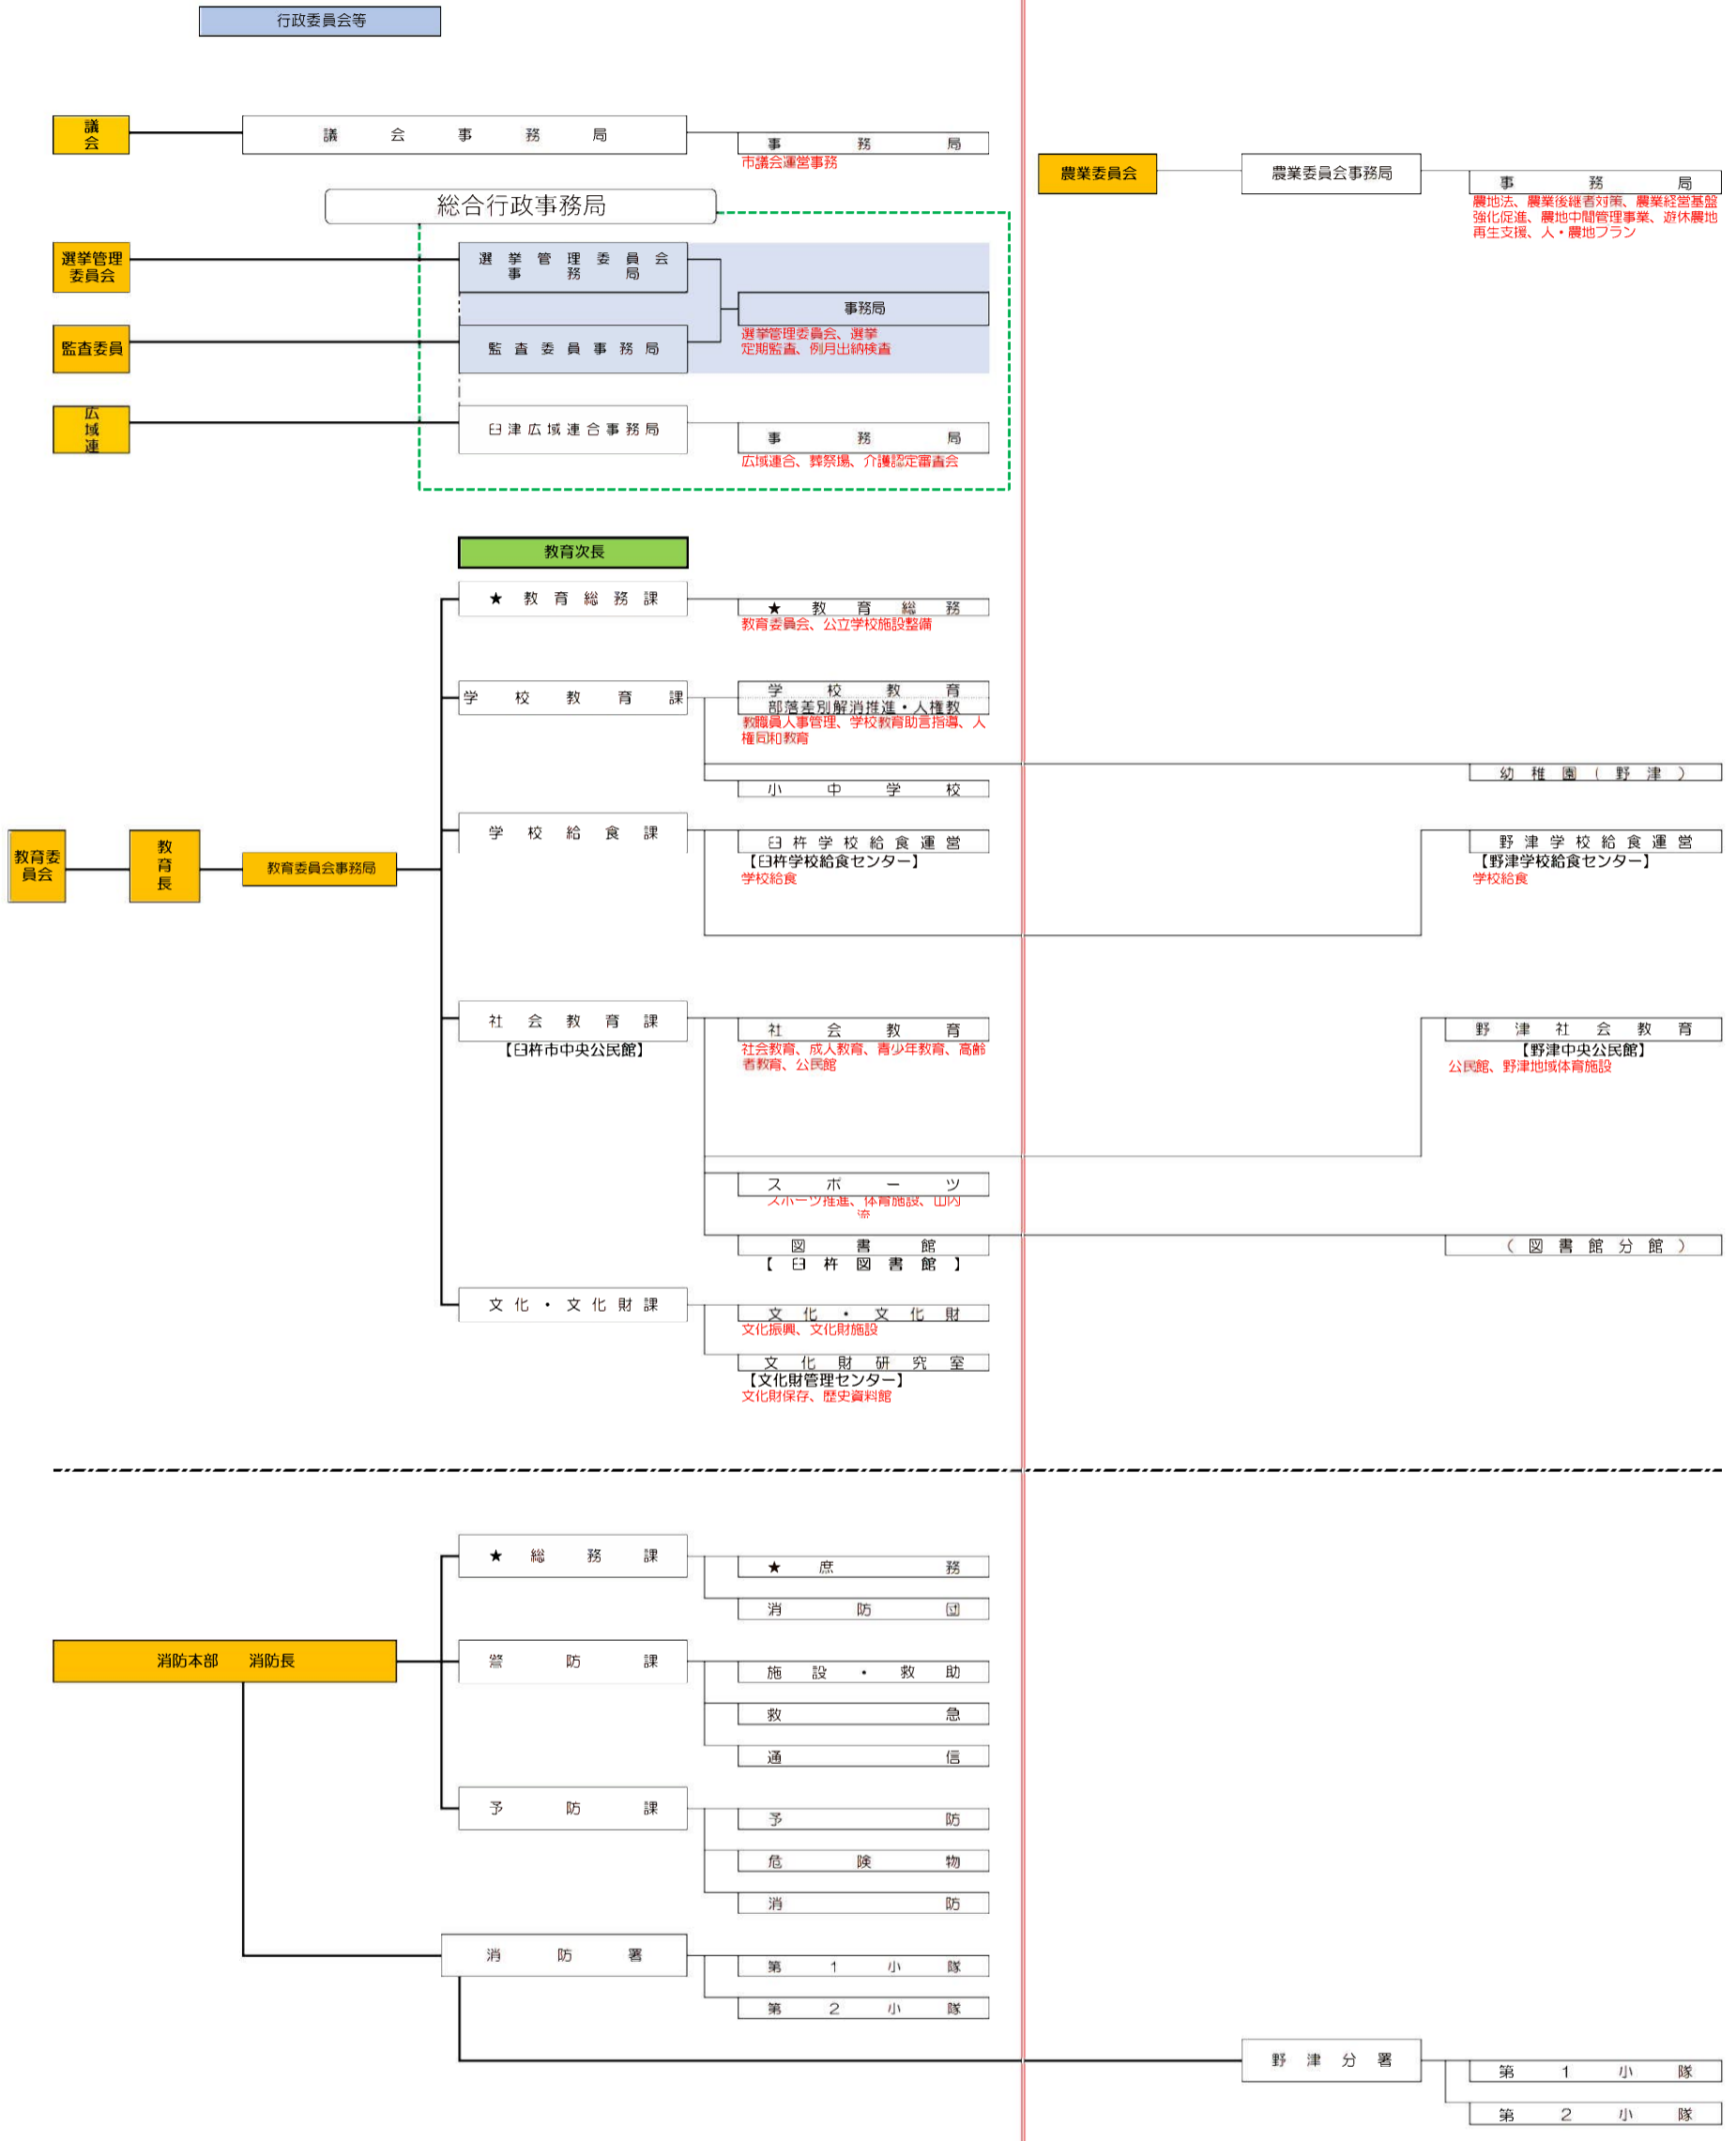 行政委員会等
議
会
議会事務局
事務局
市議会運営事務
農業委員会
農業委員会事務局
事務局
農地法、農業後継者対策、農業経営基盤
強化促進、農地中間管理事業、遊休農地
再生支援、人・農地プラン
総合行政事務局
選挙管理
委員会
選挙管理委員会
事務局
事務局
選挙管理委員会、選挙
定期監査、例月出納検査
監査委員
監査委員事務局
広
域
連
臼津広域連合事務局
事務局
広域連合、葬祭場、介護認定審査会
教育次長
★教育総務課
★教育総務
教育委員会、公立学校施設整備
学校教育課
学校教育
部落差別解消推進・人権教
教職員人事管理、学校教育助言指導、人
権同和教育
幼稚園(野津)
小中学校
教育委
員会
教
育
長
教育委員会事務局
学校給食課
臼杵学校給食運営
【臼杵学校給食センター】
学校給食
野津学校給食運営
【野津学校給食センター】
学校給食
社会教育課
【臼杵市中央公民館】
社会教育
社会教育、成人教育、青少年教育、高齢
者教育、公民館
野津社会教育
【野津中央公民館】
公民館、野津地域体育施設
スポーツ
スポーツ推進、体育施設、山内
流
図書館
【臼杵図書館】
(図書館分館)
文化・文化財課
文化・文化財
文化振興、文化財施設
文化財研究室
【文化財管理センター】
文化財保存、歴史資料館
★総務課
★庶務
消防団
消防本部　消防長
警防課
施設・救助
救急
通信
予防課
予防
危険物
消防
消防署
第1小隊
第2小隊
野津分署
第1小隊
第2小隊